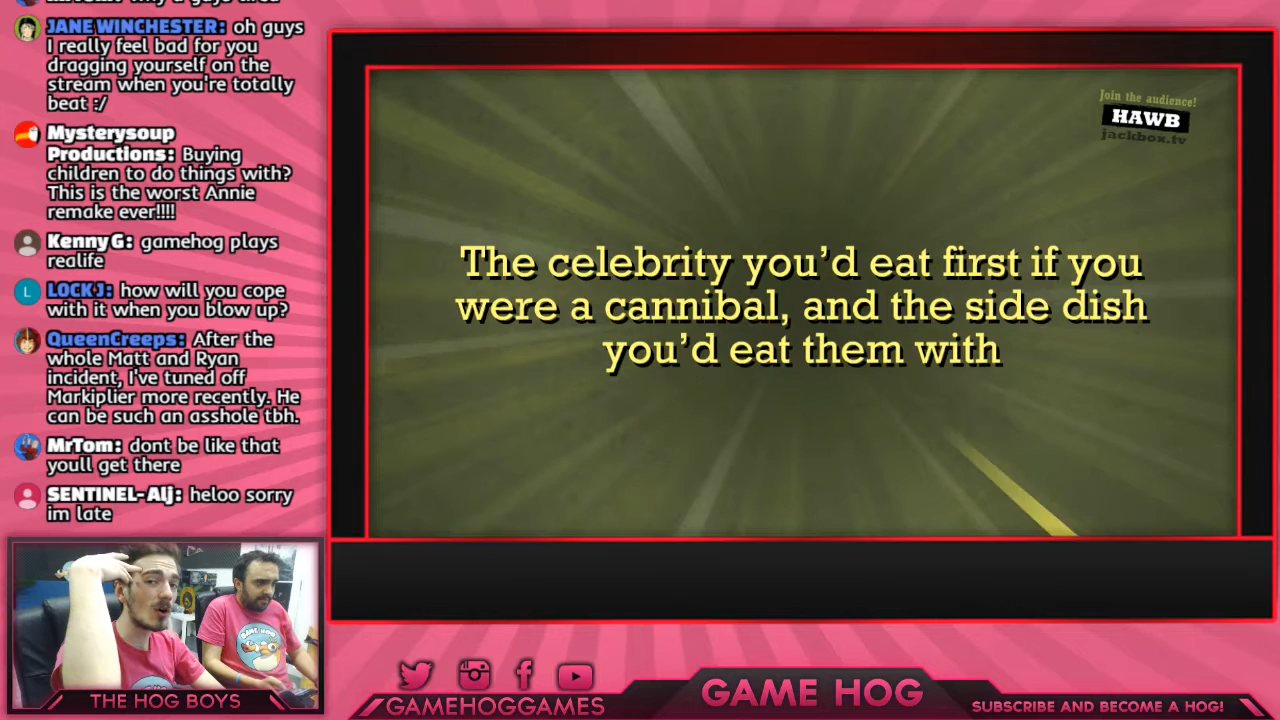 JANE WINCHESTER: oh guys
I really feel bad for you
dragging yourself on the
stream when you're totally
beat :/
Mysterysoup
Productions: Buying
children to do things with?
This is the worst Annie
remake ever!!!!
Kenny G: gamehog plays
realife
L
LOCK J: how will you cope
with it when you blow up?
QueenCreeps: After the
whole Matt and Ryan
incident, I've tuned off
Markiplier more recently. He
can be such an asshole tbh.
MrTom: dont be like that
youll get there
SENTINEL-Alj: heloo sorry
im late
Join the audience!
HAWB
jackbox.tv
The celebrity you'd eat first if you
were a cannibal, and the side dish
you'd eat them with
THE HOG BOYS
GAMEHOGGAMES
GAME HOG
SUBSCRIBE AND BECOME A HOG!